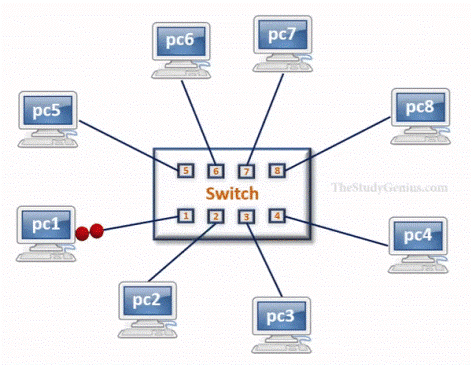 pc6
pc7
pc5
pc8
5 6 7 8
Switch
TheStudyGenius.com
1 2 3 4
pc1
pc4
pc2
pc3